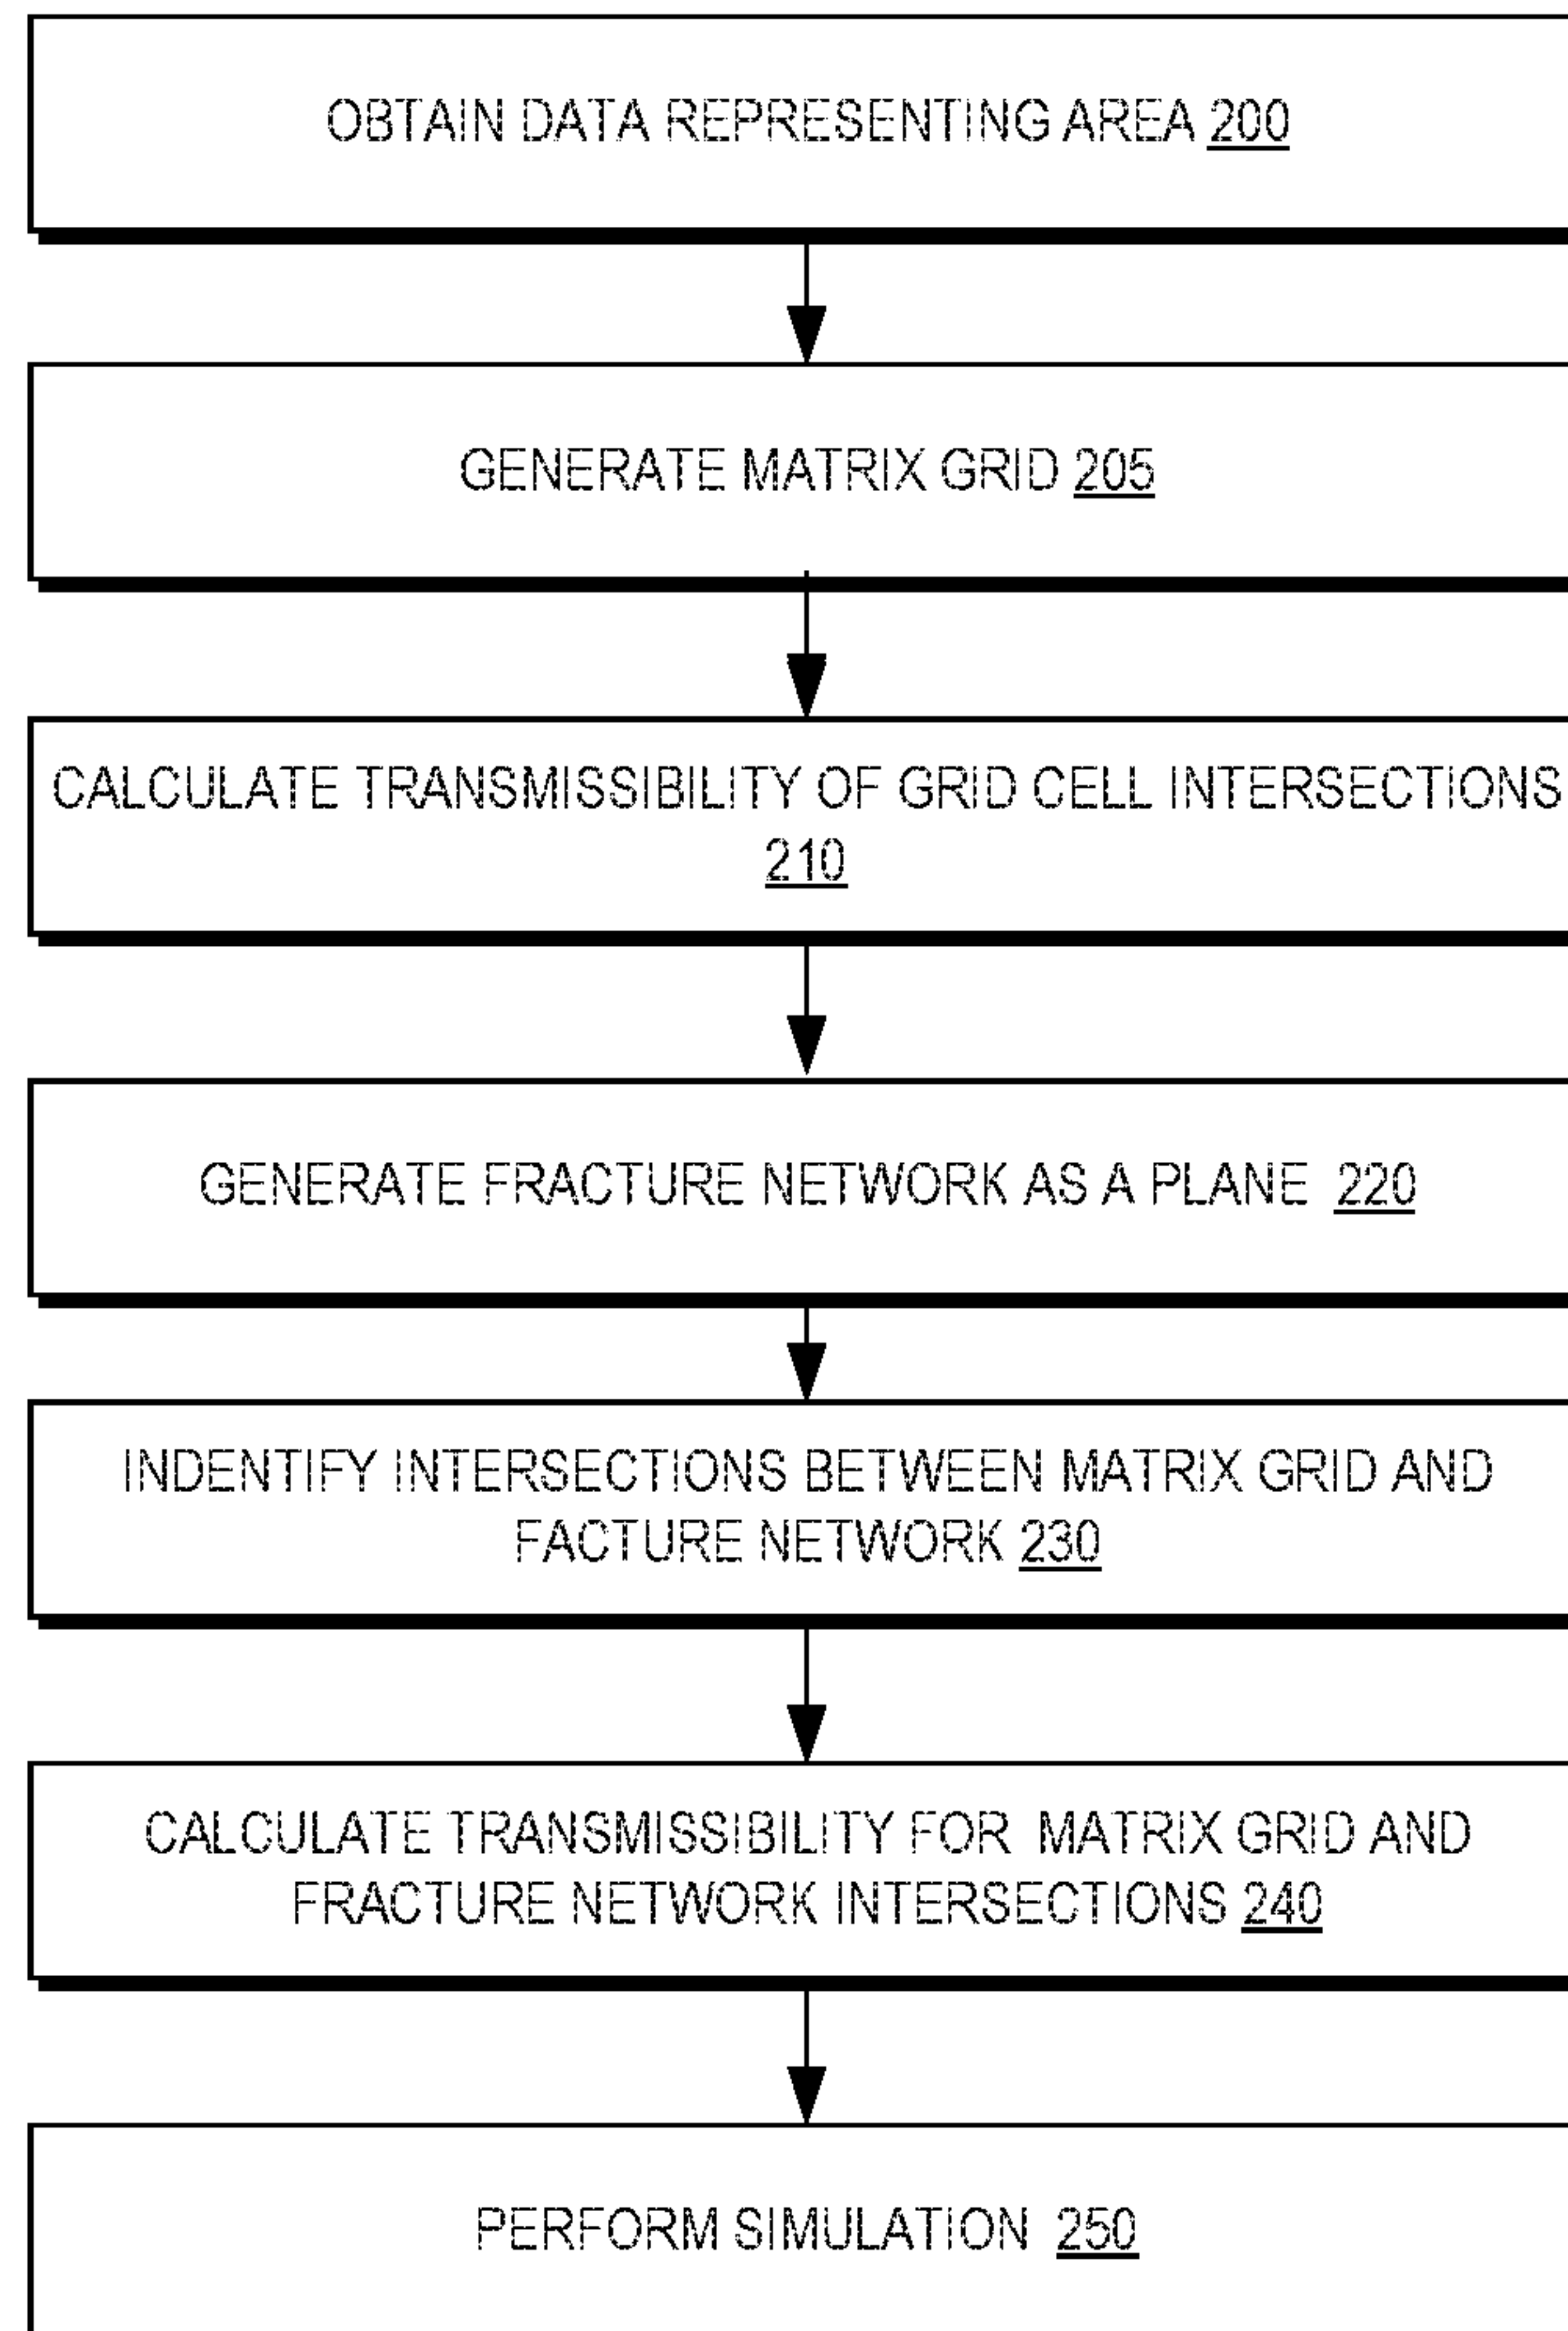 OBTAIN DATA REPRESENTING AREA 200
GENERATE MATRIX GRID 205
CALCULATE TRANSMISSIBILITY OF GRID CELL INTERSECTIONS
210
GENERATE FRACTURE NETWORK AS A PLANE 220
INDENTIFY INTERSECTIONS BETWEEN MATRIX GRID AND
FACTURE NETWORK 230
CALCULATE TRANSMISSIBILITY FOR MATRIX GRID AND
FRACTURE NETWORK INTERSECTIONS 240
PERFORM SIMULATION 250